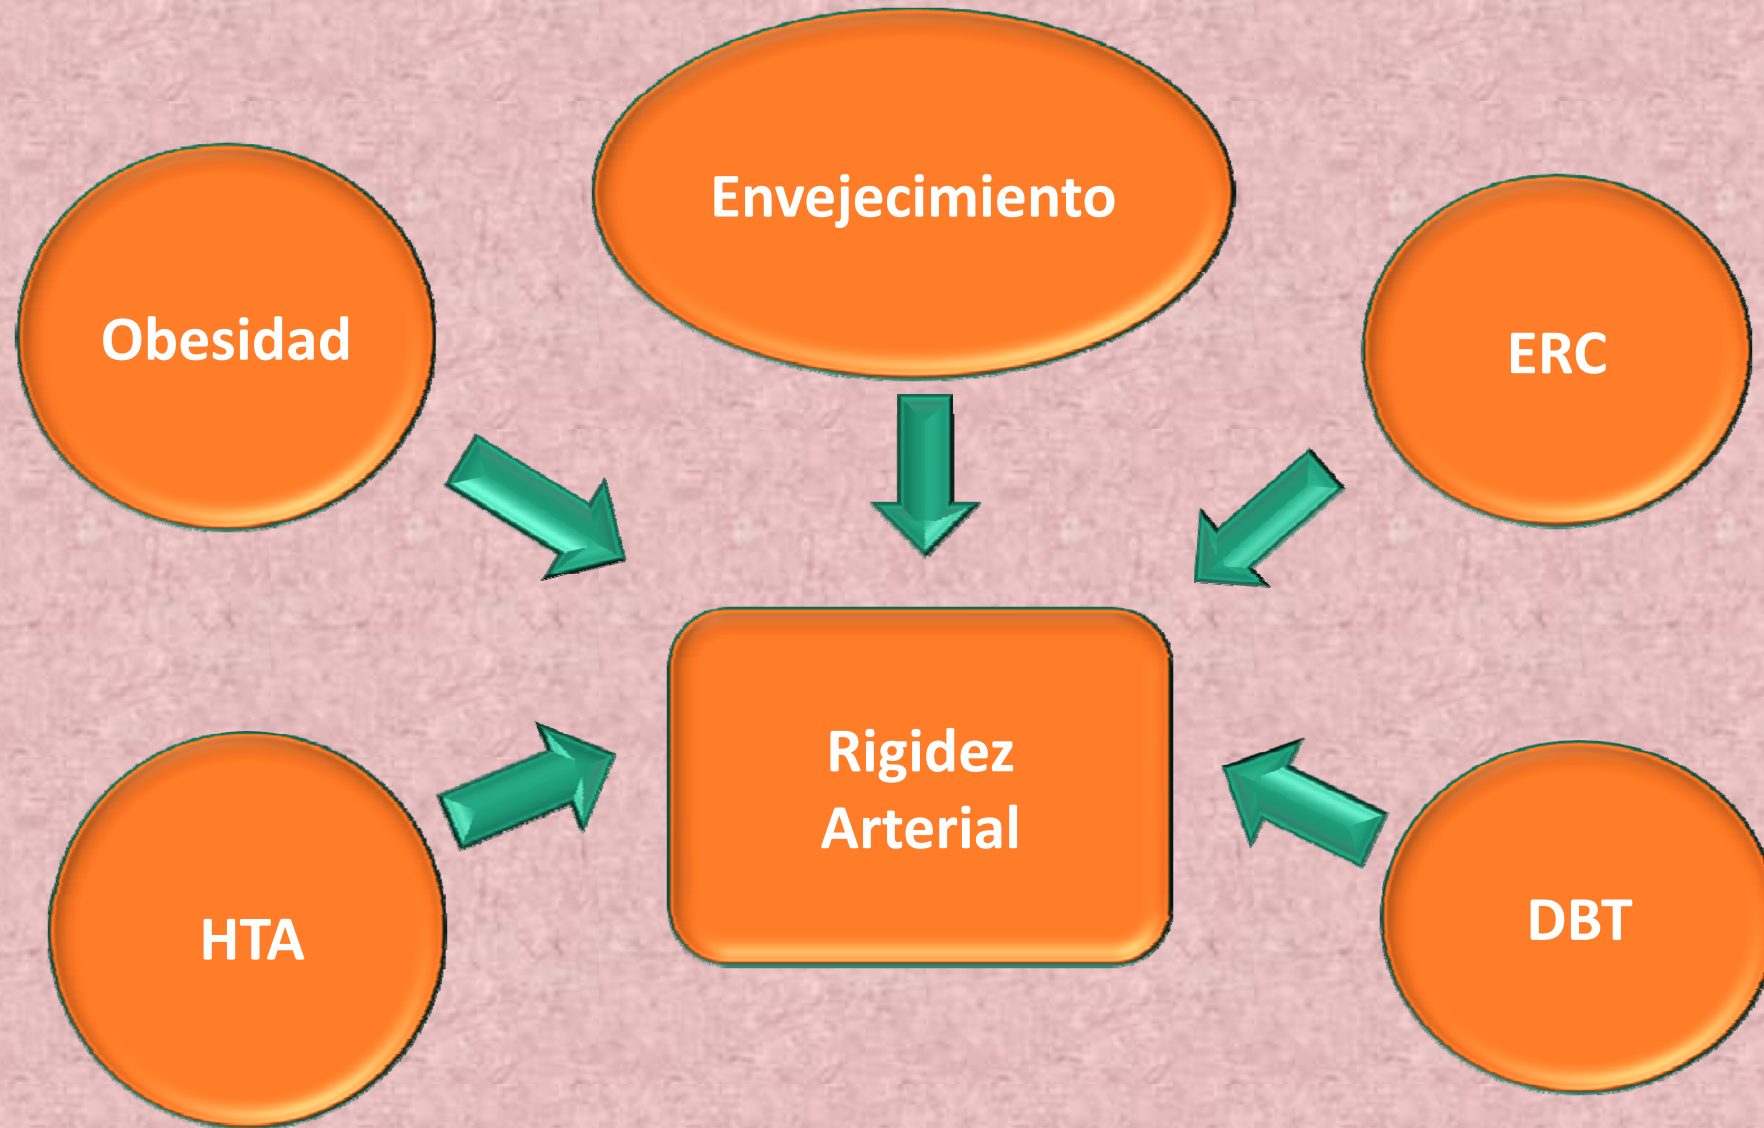 Envejecimiento
Obesidad
ERC
Rigidez
Arterial
HTA
DBT